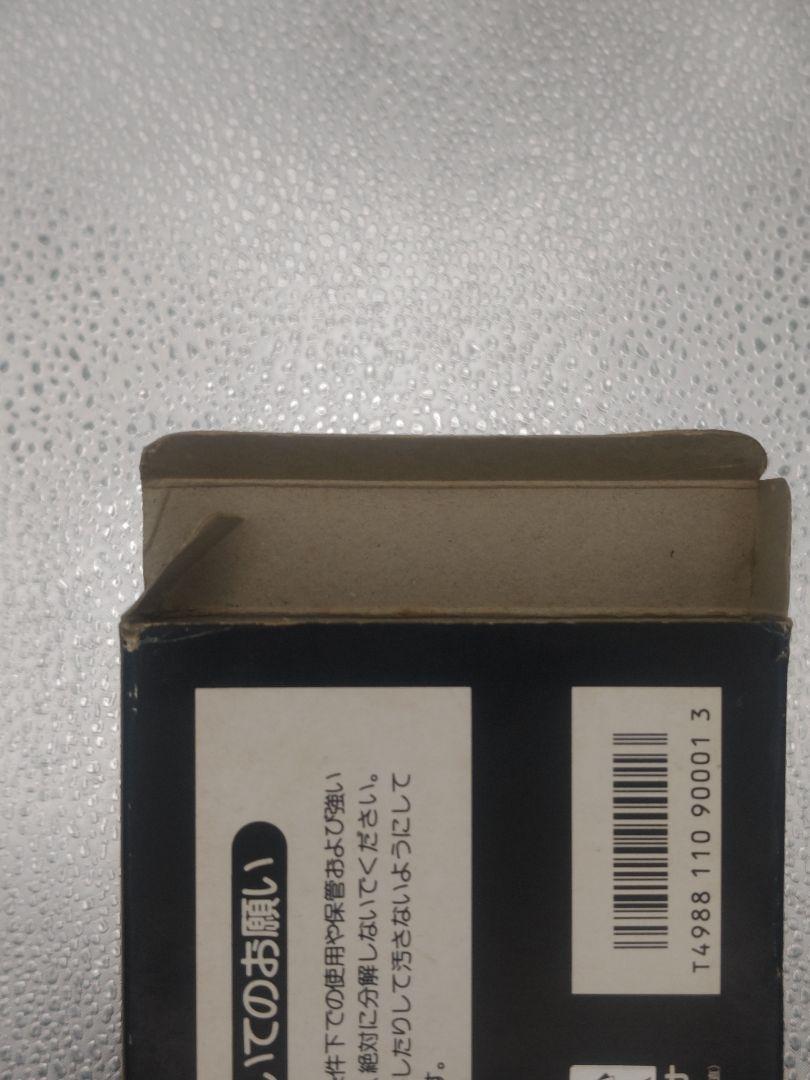 いてのお願い
件下での使用や保管および強い
絶対に分解しないでください。
したりして汚さないようにして
す。
T4988 110 90001 3